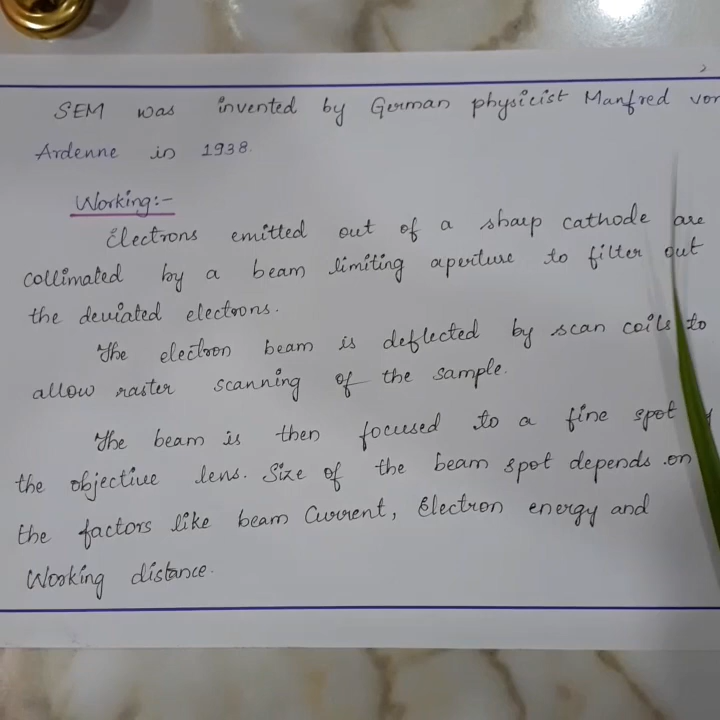 2
SEM was invented by German physicist Manfred von
Ardenne in 1938.
Working:-
Electrons emitted out of a sharp cathode are
collimated by a beam limiting aperture to filter out
the deviated electrons.
The electron beam is deflected by scan coils to
allow raster scanning of the sample.
The beam is then focused to a fine spot
the objective lens. Size of the beam spot depends on
the factors like beam Current, Electron energy and
Working distance.